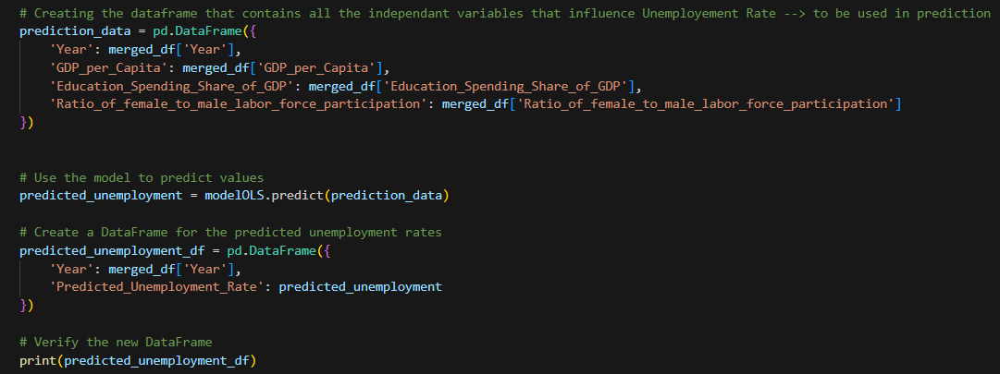 # Creating the dataframe that contains all the independant variables that influence Unemployement Rate --> to be used in prediction
prediction_data = pd.DataFrame({
    'Year': merged_df['Year'],
    'GDP_per_Capita': merged_df['GDP_per_Capita'],
    'Education_Spending_Share_of_GDP': merged_df['Education_Spending_Share_of_GDP'],
    'Ratio_of_female_to_male_labor_force_participation': merged_df['Ratio_of_female_to_male_labor_force_participation']
})
# Use the model to predict values
predicted_unemployment = modelOLS.predict(prediction_data)
# Create a DataFrame for the predicted unemployment rates
predicted_unemployment_df = pd.DataFrame({
    'Year': merged_df['Year'],
    'Predicted_Unemployment_Rate': predicted_unemployment
})
# Verify the new DataFrame
print(predicted_unemployment_df)